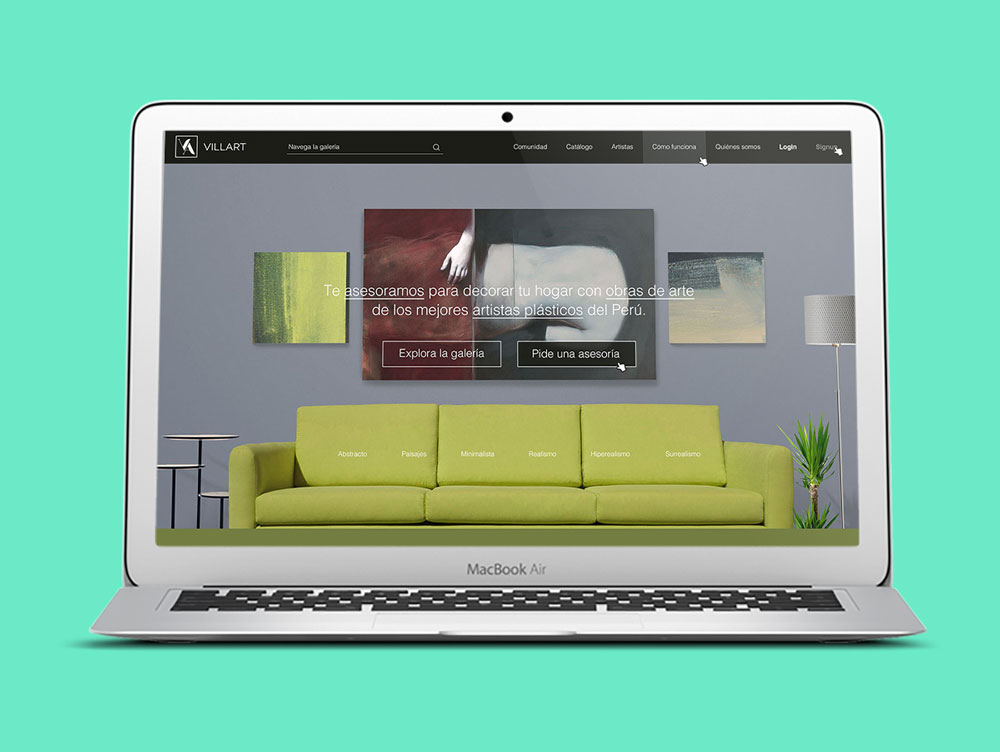 VILLART
Navega la galería
Comunidad
Catálogo
Artistas
Cómo funciona
Quiénes somos
Login
Signup
Te asesoramos para decorar tu hogar con obras de arte
de los mejores artistas plásticos del Perú.
Explora la galería
Pide una asesoría
Abstracto
Paisajes
Minimalista
Realismo
Hiperealismo
Surrealismo
MacBook Air